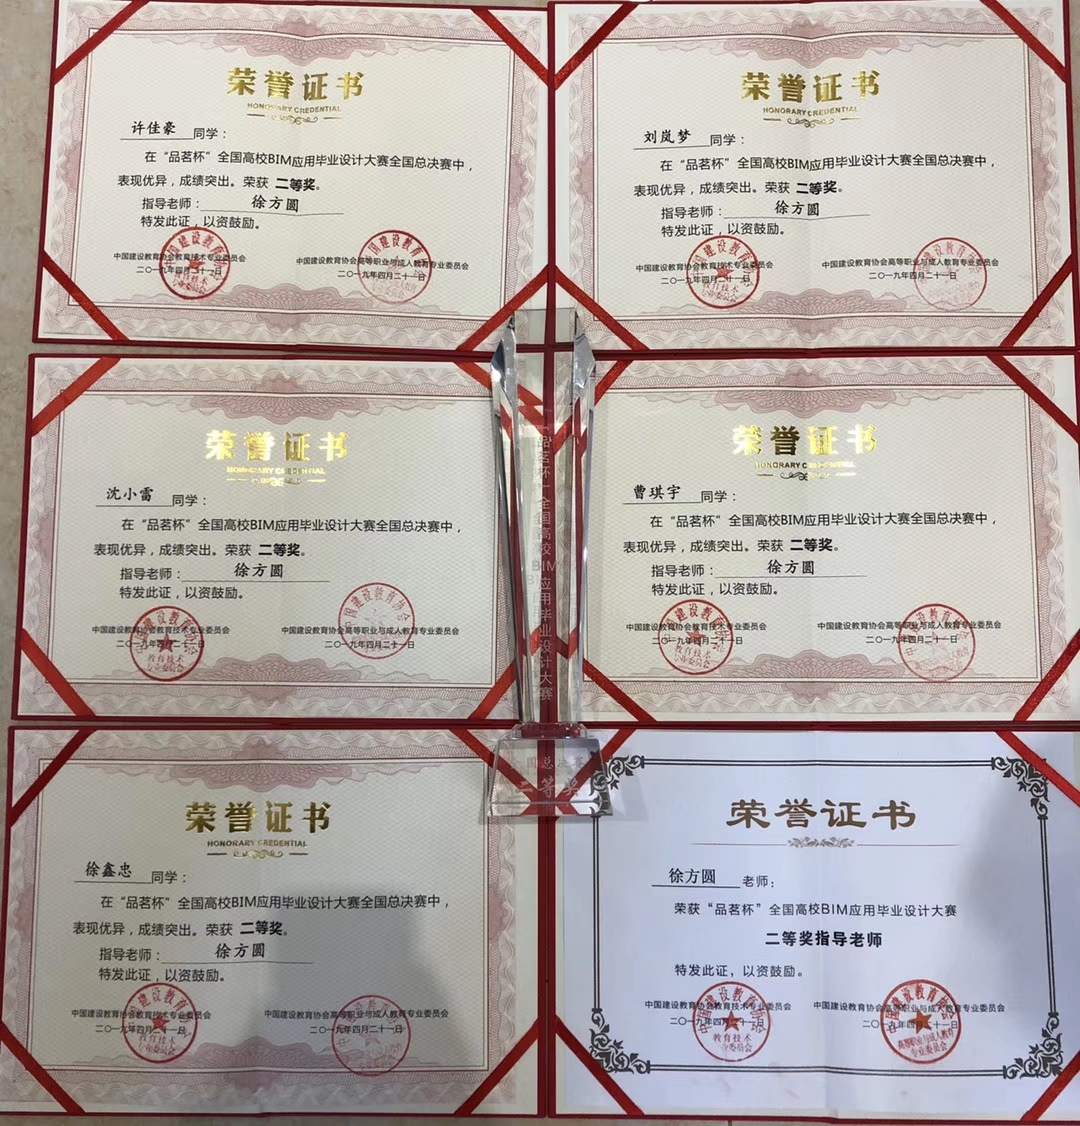 荣誉证书
HONORARY CREDENTIAL
许佳豪同学：
在“品茗杯”全国高校BIM应用毕业设计大赛全国总决赛中，
表现优异，成绩突出。荣获 二等奖。
指导老师：徐方圆
特发此证，以资鼓励。
中国建设教育协会教育技术专业委员会 中国建设教育协会高等职业与成人教育专业委员会
二〇一九年四月二十一日 二〇一九年四月二十一日
荣誉证书
HONORARY CREDENTIAL
刘岚梦同学：
在“品茗杯”全国高校BIM应用毕业设计大赛全国总决赛中，
表现优异，成绩突出。荣获 二等奖。
指导老师：徐方圆
特发此证，以资鼓励。
中国建设教育协会教育技术专业委员会 中国建设教育协会高等职业与成人教育专业委员会
二〇一九年四月二十一日 二〇一九年四月二十一日
荣誉证书
HONORARY CREDENTIAL
沈小雷同学：
在“品茗杯”全国高校BIM应用毕业设计大赛全国总决赛中，
表现优异，成绩突出。荣获 二等奖。
指导老师：徐方圆
特发此证，以资鼓励。
中国建设教育协会教育技术专业委员会 中国建设教育协会高等职业与成人教育专业委员会
二〇一九年四月二十一日 二〇一九年四月二十一日
荣誉证书
HONORARY CREDENTIAL
曹琪宇同学：
在“品茗杯”全国高校BIM应用毕业设计大赛全国总决赛中，
表现优异，成绩突出。荣获 二等奖。
指导老师：徐方圆
特发此证，以资鼓励。
中国建设教育协会教育技术专业委员会 中国建设教育协会高等职业与成人教育专业委员会
二〇一九年四月二十一日 二〇一九年四月二十一日
品茗杯 全国高校BIM应用毕业设计大赛
全国总决赛
二等奖
荣誉证书
HONORARY CREDENTIAL
徐鑫忠同学：
在“品茗杯”全国高校BIM应用毕业设计大赛全国总决赛中，
表现优异，成绩突出。荣获 二等奖。
指导老师：徐方圆
特发此证，以资鼓励。
中国建设教育协会教育技术专业委员会 中国建设教育协会高等职业与成人教育专业委员会
二〇一九年四月二十一日 二〇一九年四月二十一日
荣誉证书
徐方圆老师：
荣获“品茗杯”全国高校BIM应用毕业设计大赛
二等奖指导老师
特发此证，以资鼓励。
中国建设教育协会教育技术专业委员会 中国建设教育协会高等职业与成人教育专业委员会
二〇一九年四月二十一日 二〇一九年四月二十一日